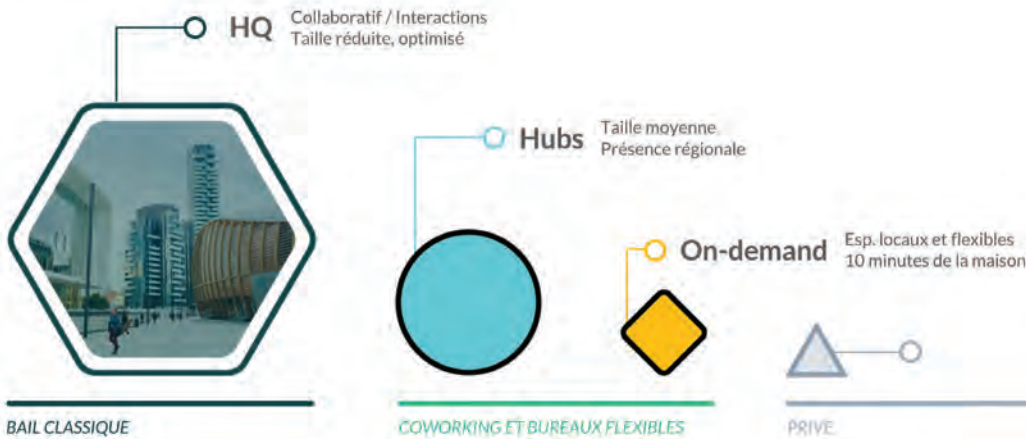 HQ
Collaboratif / Interactions
Taille réduite, optimisé
Hubs
Taille moyenne
Présence régionale
On-demand
Esp. locaux et flexibles
10 minutes de la maison
BAIL CLASSIQUE
COWORKING ET BUREAUX FLEXIBLES
PRIVE